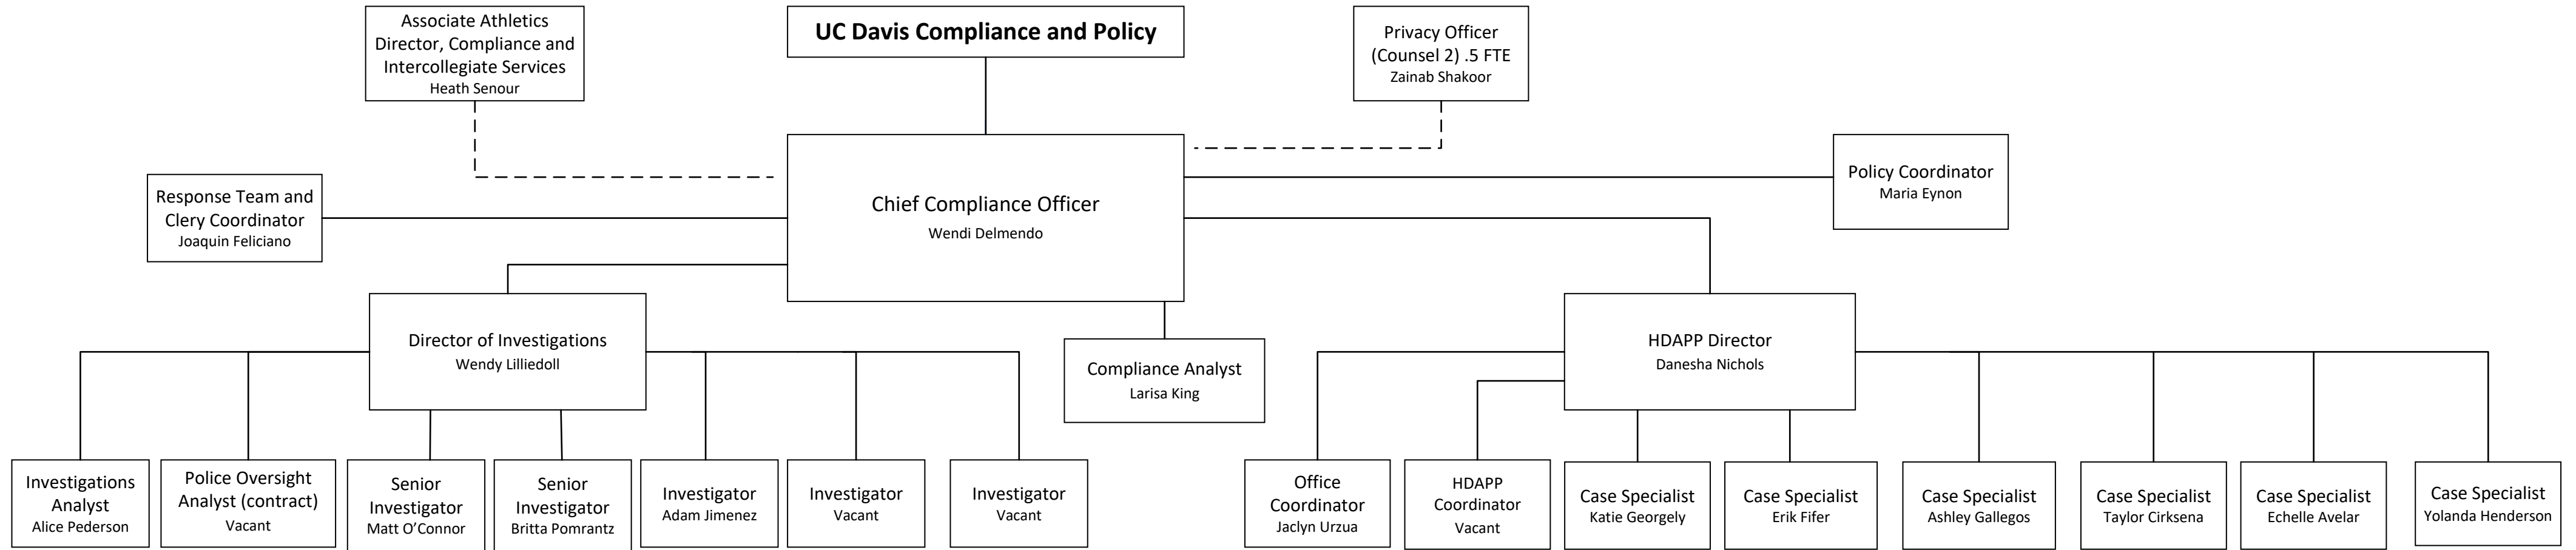 Associate Athletics
Director, Compliance and
Intercollegiate Services
Heath Senour
UC Davis Compliance and Policy
Privacy Officer
(Counsel 2) .5 FTE
Zainab Shakoor
Response Team and
Clery Coordinator
Joaquin Feliciano
Chief Compliance Officer
Wendi Delmendo
Policy Coordinator
Maria Eynon
Director of Investigations
Wendy Lilliedoll
Compliance Analyst
Larisa King
HDAPP Director
Danesha Nichols
Investigations
Analyst
Alice Pederson
Police Oversight
Analyst (contract)
Vacant
Senior
Investigator
Matt O’Connor
Senior
Investigator
Britta Pomrantz
Investigator
Adam Jimenez
Investigator
Vacant
Investigator
Vacant
Office
Coordinator
Jaclyn Urzua
HDAPP
Coordinator
Vacant
Case Specialist
Katie Georgely
Case Specialist
Erik Fifer
Case Specialist
Ashley Gallegos
Case Specialist
Taylor Cirksena
Case Specialist
Echelle Avelar
Case Specialist
Yolanda Henderson